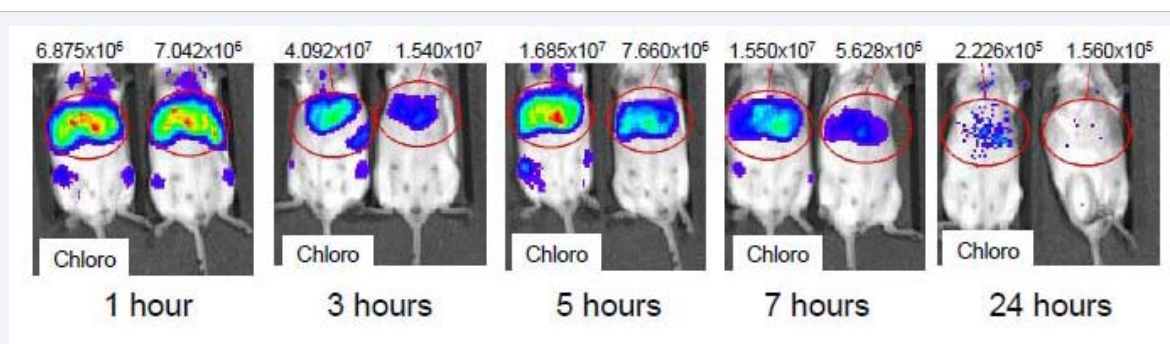 6.875x10⁶ 7.042x10⁶ 4.092x10⁷ 1.540x10⁷ 1.685x10⁷ 7.660x10⁶ 1.550x10⁷ 5.628x10⁶ 2.226x10⁵ 1.560x10⁵
Chloro Chloro Chloro Chloro Chloro
1 hour 3 hours 5 hours 7 hours 24 hours